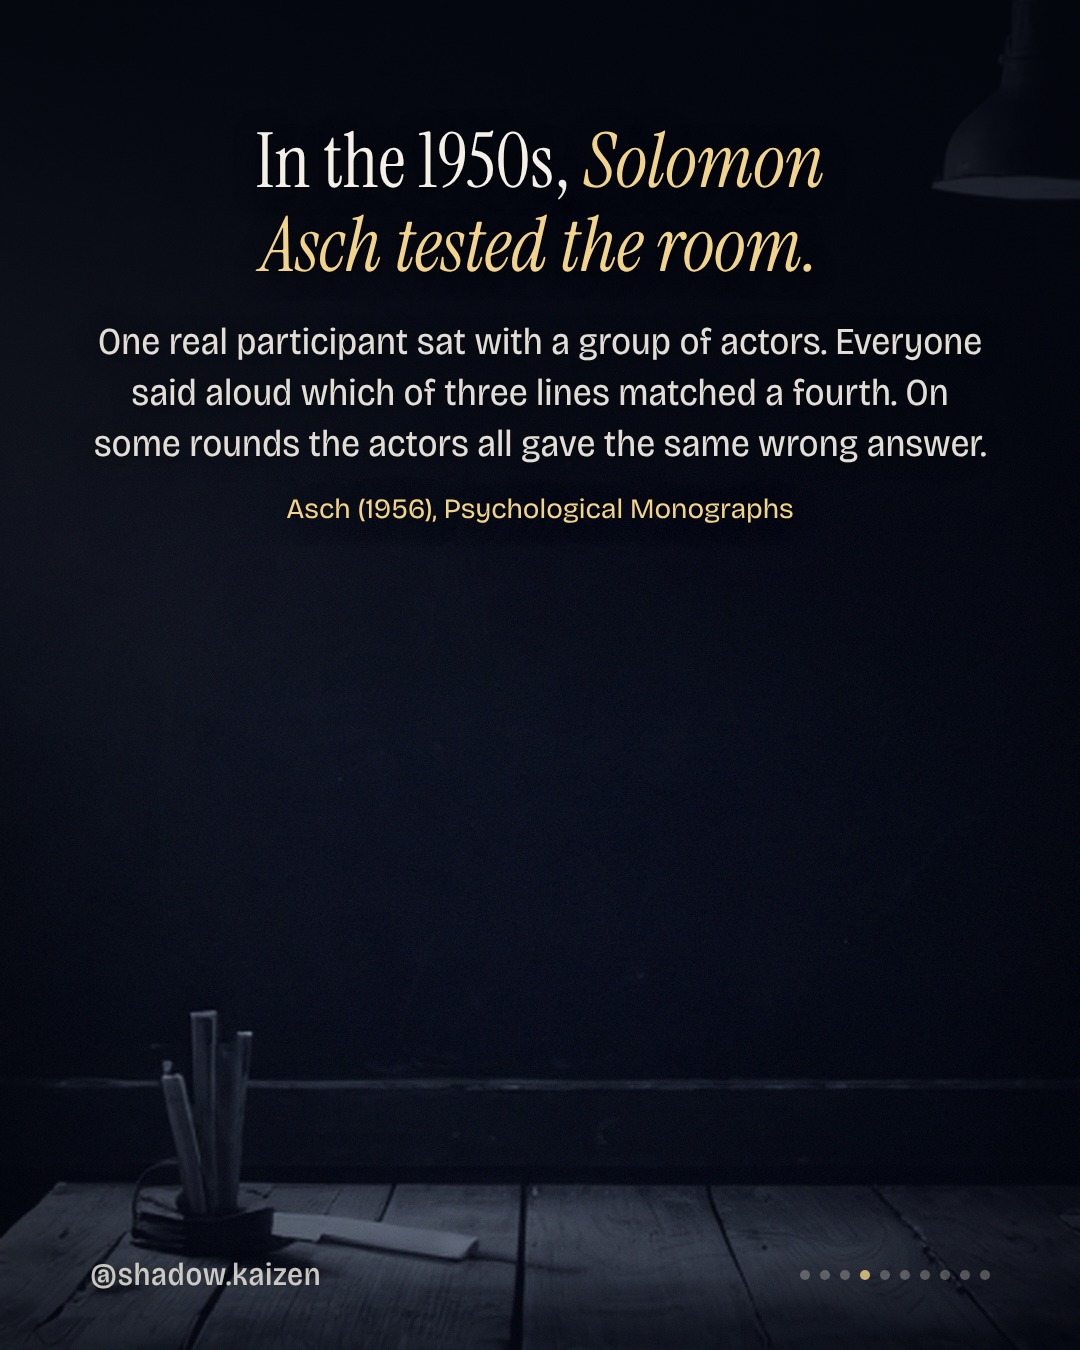 In the 1950s, Solomon
Asch tested the room.
One real participant sat with a group of actors. Everyone
said aloud which of three lines matched a fourth. On
some rounds the actors all gave the same wrong answer.
Asch (1956), Psychological Monographs
@shadow.kaizen